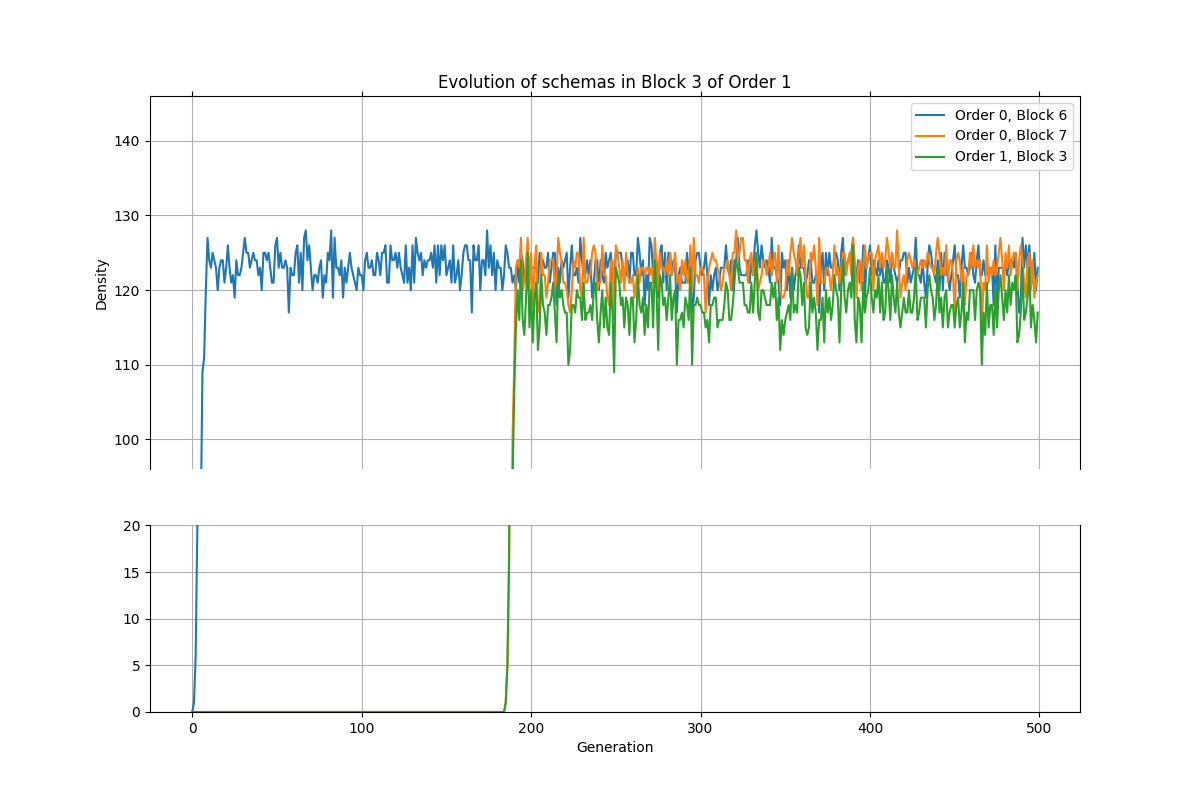 Evolution of schemas in Block 3 of Order 1
Order 0, Block 6
Order 0, Block 7
Order 1, Block 3
Density
140
130
120
110
100
20
15
10
5
0
0 100 200 300 400 500
Generation